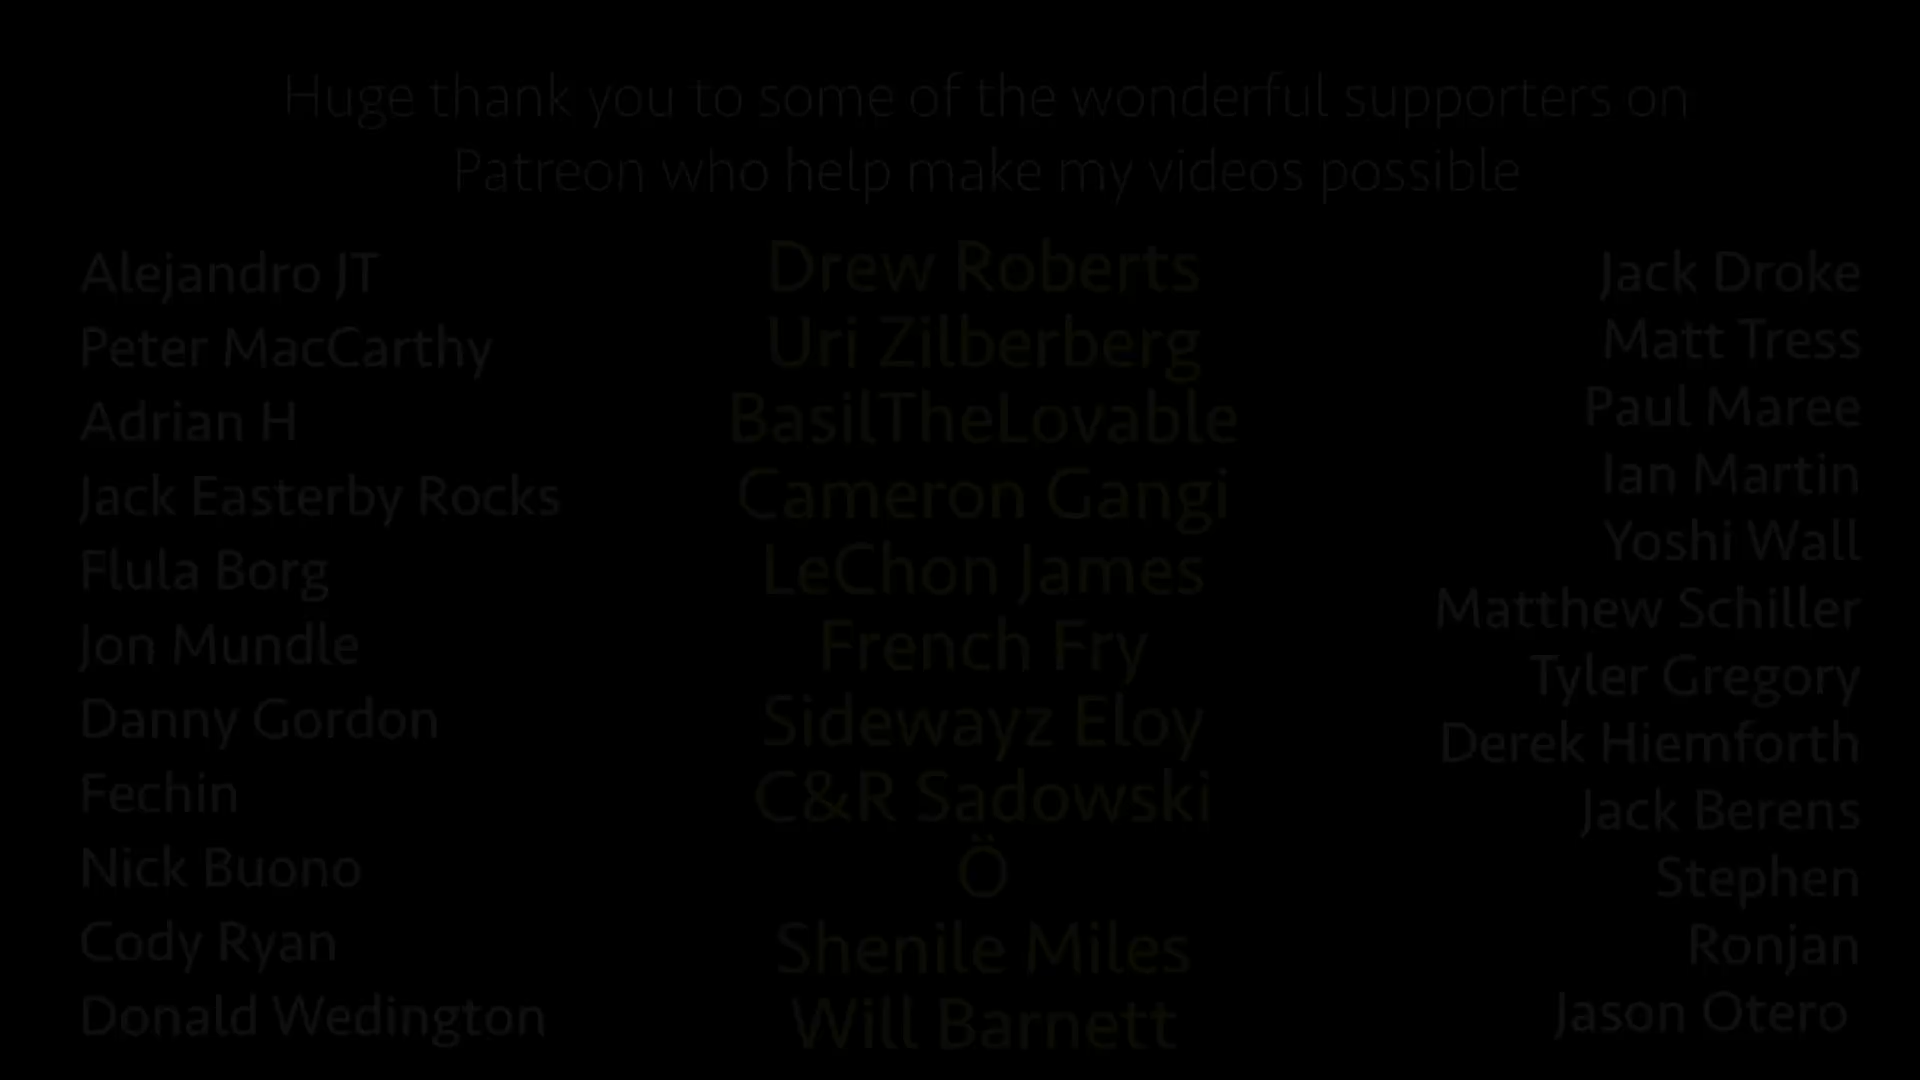 Huge thank you to some of the wonderful supporters on
Patreon who help make my videos possible
Alejandro JT
Peter MacCarthy
Adrian H
Jack Easterby Rocks
Flula Borg
Jon Mundle
Danny Gordon
Fechin
Nick Buono
Cody Ryan
Donald Wedington
Drew Roberts
Uri Zilberberg
BasilTheLovable
Cameron Gangi
LeChon James
French Fry
Sidewayz Eloy
C&R Sadowski
Ö
Shenile Miles
Will Barnett
Jack Droke
Matt Tress
Paul Maree
Ian Martin
Yoshi Wall
Matthew Schiller
Tyler Gregory
Derek Hiemforth
Jack Berens
Stephen
Ronjan
Jason Otero